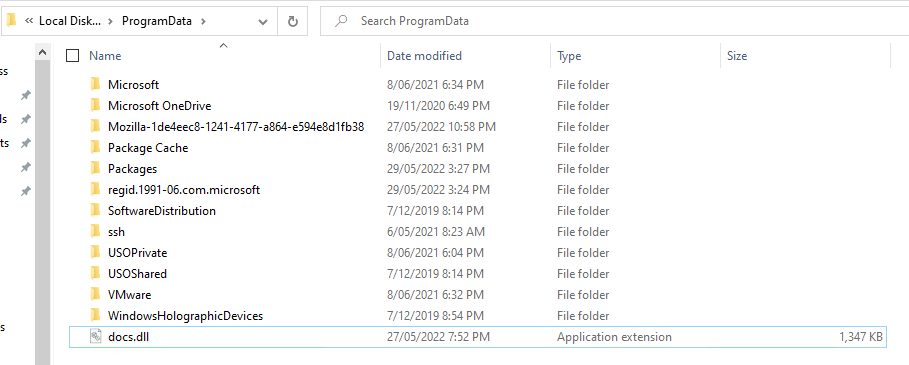 « Local Disk... › ProgramData › Search ProgramData
Name Date modified Type Size
ss
Microsoft 8/06/2021 6:34 PM File folder
Microsoft OneDrive 19/11/2020 6:49 PM File folder
ls Mozilla-1de4eec8-1241-4177-a864-e594e8d1fb38 27/05/2022 10:58 PM File folder
ts Package Cache 8/06/2021 6:31 PM File folder
Packages 29/05/2022 3:27 PM File folder
regid.1991-06.com.microsoft 29/05/2022 3:24 PM File folder
SoftwareDistribution 7/12/2019 8:14 PM File folder
ssh 6/05/2021 8:23 AM File folder
USOPrivate 8/06/2021 6:04 PM File folder
USOShared 7/12/2019 8:14 PM File folder
VMware 8/06/2021 6:32 PM File folder
WindowsHolographicDevices 7/12/2019 8:54 PM File folder
s
docs.dll 27/05/2022 7:52 PM Application extension 1,347 KB